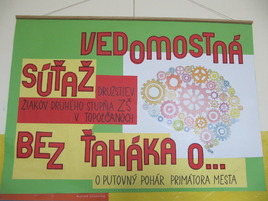 VEDOMOSTNÁ
SÚŤAŽ DRUŽSTIEV
ŽIAKOV DRUHÉHO STUPŇA ZŠ
V TOPOĽČANOCH
BEZ ŤAHÁKA O...
O PUTOVNÝ POHÁR PRIMÁTORA MESTA